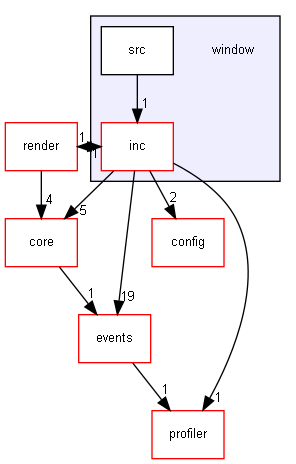 src
window
1
render
1
1
inc
4
5
2
core
config
1
19
events
1
1
profiler